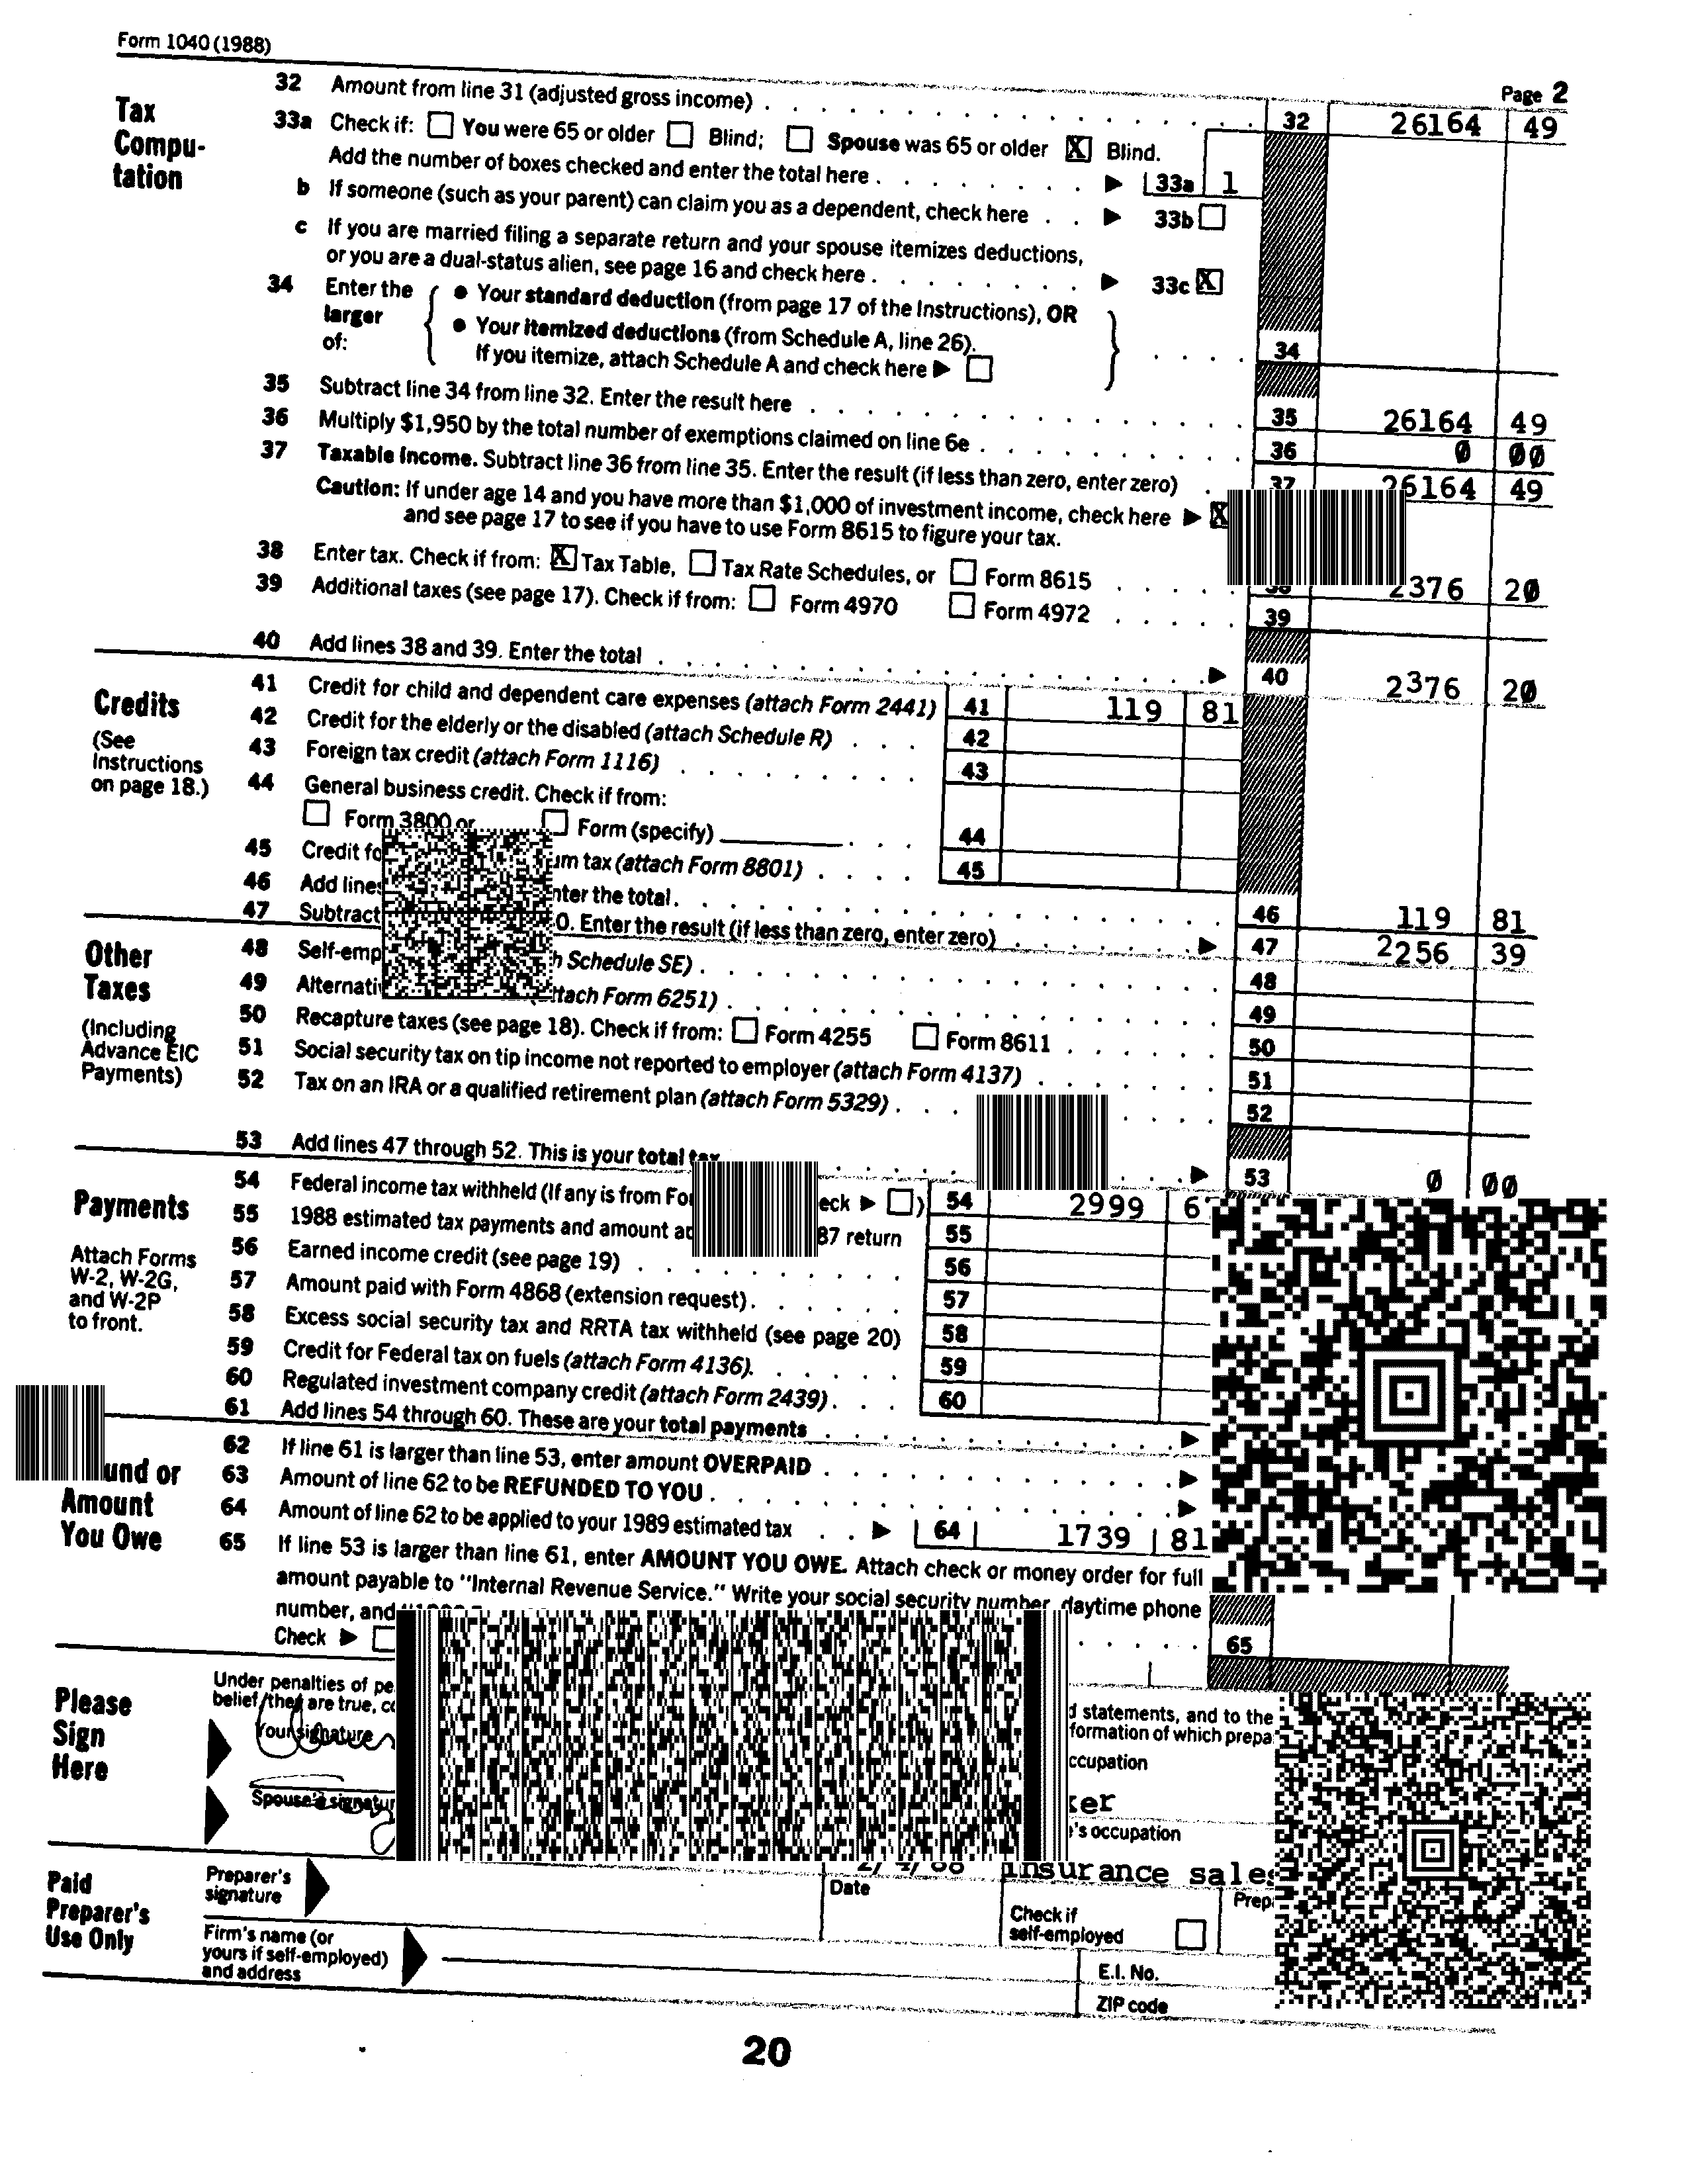 Form 1040 (1988)
Page 2
Tax
Compu-
tation
32 Amount from line 31 (adjusted gross income) . . . 32 26164 49
33a Check if: You were 65 or older Blind; Spouse was 65 or older X Blind.
Add the number of boxes checked and enter the total here . . . ▶ 33a 1
b If someone (such as your parent) can claim you as a dependent, check here . . ▶ 33b
c If you are married filing a separate return and your spouse itemizes deductions,
or you are a dual-status alien, see page 16 and check here . . . ▶ 33c X
34 Enter the larger of: { • Your standard deduction (from page 17 of the Instructions), OR
• Your itemized deductions (from Schedule A, line 26).
If you itemize, attach Schedule A and check here ▶ } . . . . 34
35 Subtract line 34 from line 32. Enter the result here . . . 35 26164 49
36 Multiply $1,950 by the total number of exemptions claimed on line 6e . . . 36 0 00
37 Taxable income. Subtract line 36 from line 35. Enter the result (if less than zero, enter zero) . 37 26164 49
Caution: If under age 14 and you have more than $1,000 of investment income, check here ▶ X
and see page 17 to see if you have to use Form 8615 to figure your tax.
38 Enter tax. Check if from: X Tax Table, Tax Rate Schedules, or Form 8615 . . . . 38 2376 20
39 Additional taxes (see page 17). Check if from: Form 4970 Form 4972 . . . . . 39
40 Add lines 38 and 39. Enter the total . . . ▶ 40 2376 20
Credits
(See
Instructions
on page 18.)
41 Credit for child and dependent care expenses (attach Form 2441) 41 119 81
42 Credit for the elderly or the disabled (attach Schedule R) . . . 42
43 Foreign tax credit (attach Form 1116) . . . 43
44 General business credit. Check if from:
Form 3800 or Form (specify) . . . 44
45 Credit fo um tax (attach Form 8801) . . . . 45
46 Add lines nter the total . . . 46 119 81
47 Subtract 0. Enter the result (if less than zero, enter zero) . . . ▶ 47 2256 39
Other
Taxes
(Including
Advance EIC
Payments)
48 Self-emp h Schedule SE) . . . 48
49 Alternativ ttach Form 6251) . . . 49
50 Recapture taxes (see page 18). Check if from: Form 4255 Form 8611 . . . 50
51 Social security tax on tip income not reported to employer (attach Form 4137) . . . 51
52 Tax on an IRA or a qualified retirement plan (attach Form 5329) . . . 52
53 Add lines 47 through 52. This is your total tax . . . ▶ 53 0 00
Payments
Attach Forms
W-2, W-2G,
and W-2P
to front.
54 Federal income tax withheld (If any is from Fo eck ▶ ) 54 2999 6
55 1988 estimated tax payments and amount a 87 return 55
56 Earned income credit (see page 19) . . . 56
57 Amount paid with Form 4868 (extension request) . . . 57
58 Excess social security tax and RRTA tax withheld (see page 20) 58
59 Credit for Federal tax on fuels (attach Form 4136). . . . 59
60 Regulated investment company credit (attach Form 2439) . . . 60
61 Add lines 54 through 60. These are your total payments . . . ▶
und or
Amount
You Owe
62 If line 61 is larger than line 53, enter amount OVERPAID . . . ▶
63 Amount of line 62 to be REFUNDED TO YOU . . . ▶
64 Amount of line 62 to be applied to your 1989 estimated tax . . ▶ 64 1739 81
65 If line 53 is larger than line 61, enter AMOUNT YOU OWE. Attach check or money order for full
amount payable to "Internal Revenue Service." Write your social security number, daytime phone
number, and
Check ▶ . . . . 65
Please
Sign
Here
Under penalties of pe d statements, and to the
belief, they are true, co formation of which prepa
Your signature ccupation
ker
Spouse's signatur 's occupation
insurance sales
Paid
Preparer's
Use Only
Preparer's
signature
Date
Check if
self-employed
Prep
Firm's name (or
yours if self-employed)
and address
E.I. No.
ZIP code
20